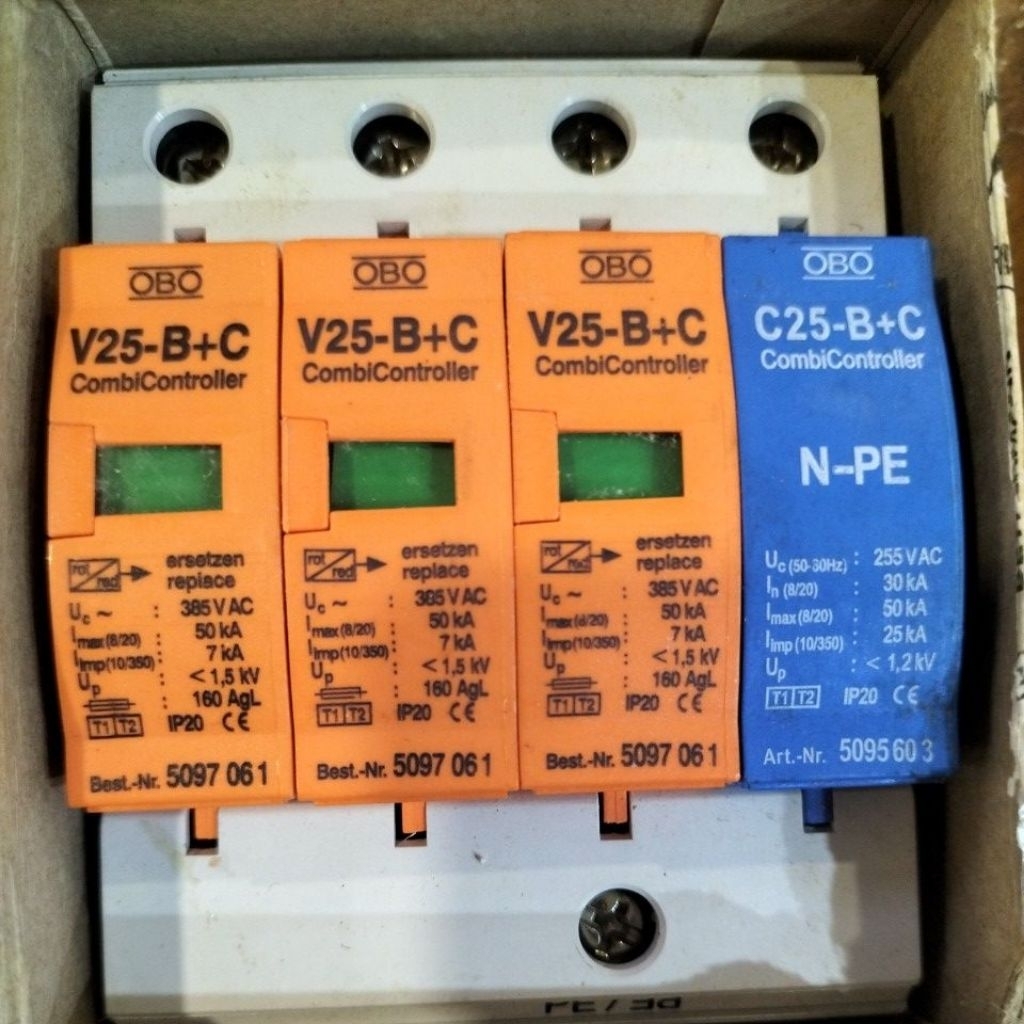 OBO
V25-B+C
CombiController
rot/red
ersetzen
replace
Uc ~ : 385 V AC
Imax (8/20) : 50 kA
Iimp (10/350) : 7 kA
Up : < 1,5 kV
160 AgL
T1 T2 IP20 CE
Best.-Nr. 5097 06 1
OBO
V25-B+C
CombiController
rot/red
ersetzen
replace
Uc ~ : 385 V AC
Imax (8/20) : 50 kA
Iimp (10/350) : 7 kA
Up : < 1,5 kV
160 AgL
T1 T2 IP20 CE
Best.-Nr. 5097 06 1
OBO
V25-B+C
CombiController
rot/red
ersetzen
replace
Uc ~ : 385 V AC
Imax (8/20) : 50 kA
Iimp (10/350) : 7 kA
Up : < 1,5 kV
160 AgL
T1 T2 IP20 CE
Best.-Nr. 5097 06 1
OBO
C25-B+C
CombiController
N-PE
Uc (50-30Hz) : 255 V AC
In (8/20) : 30 kA
Imax (8/20) : 50 kA
Iimp (10/350) : 25 kA
Up : < 1,2 kV
T1 T2 IP20 CE
Art.-Nr. 5095 60 3